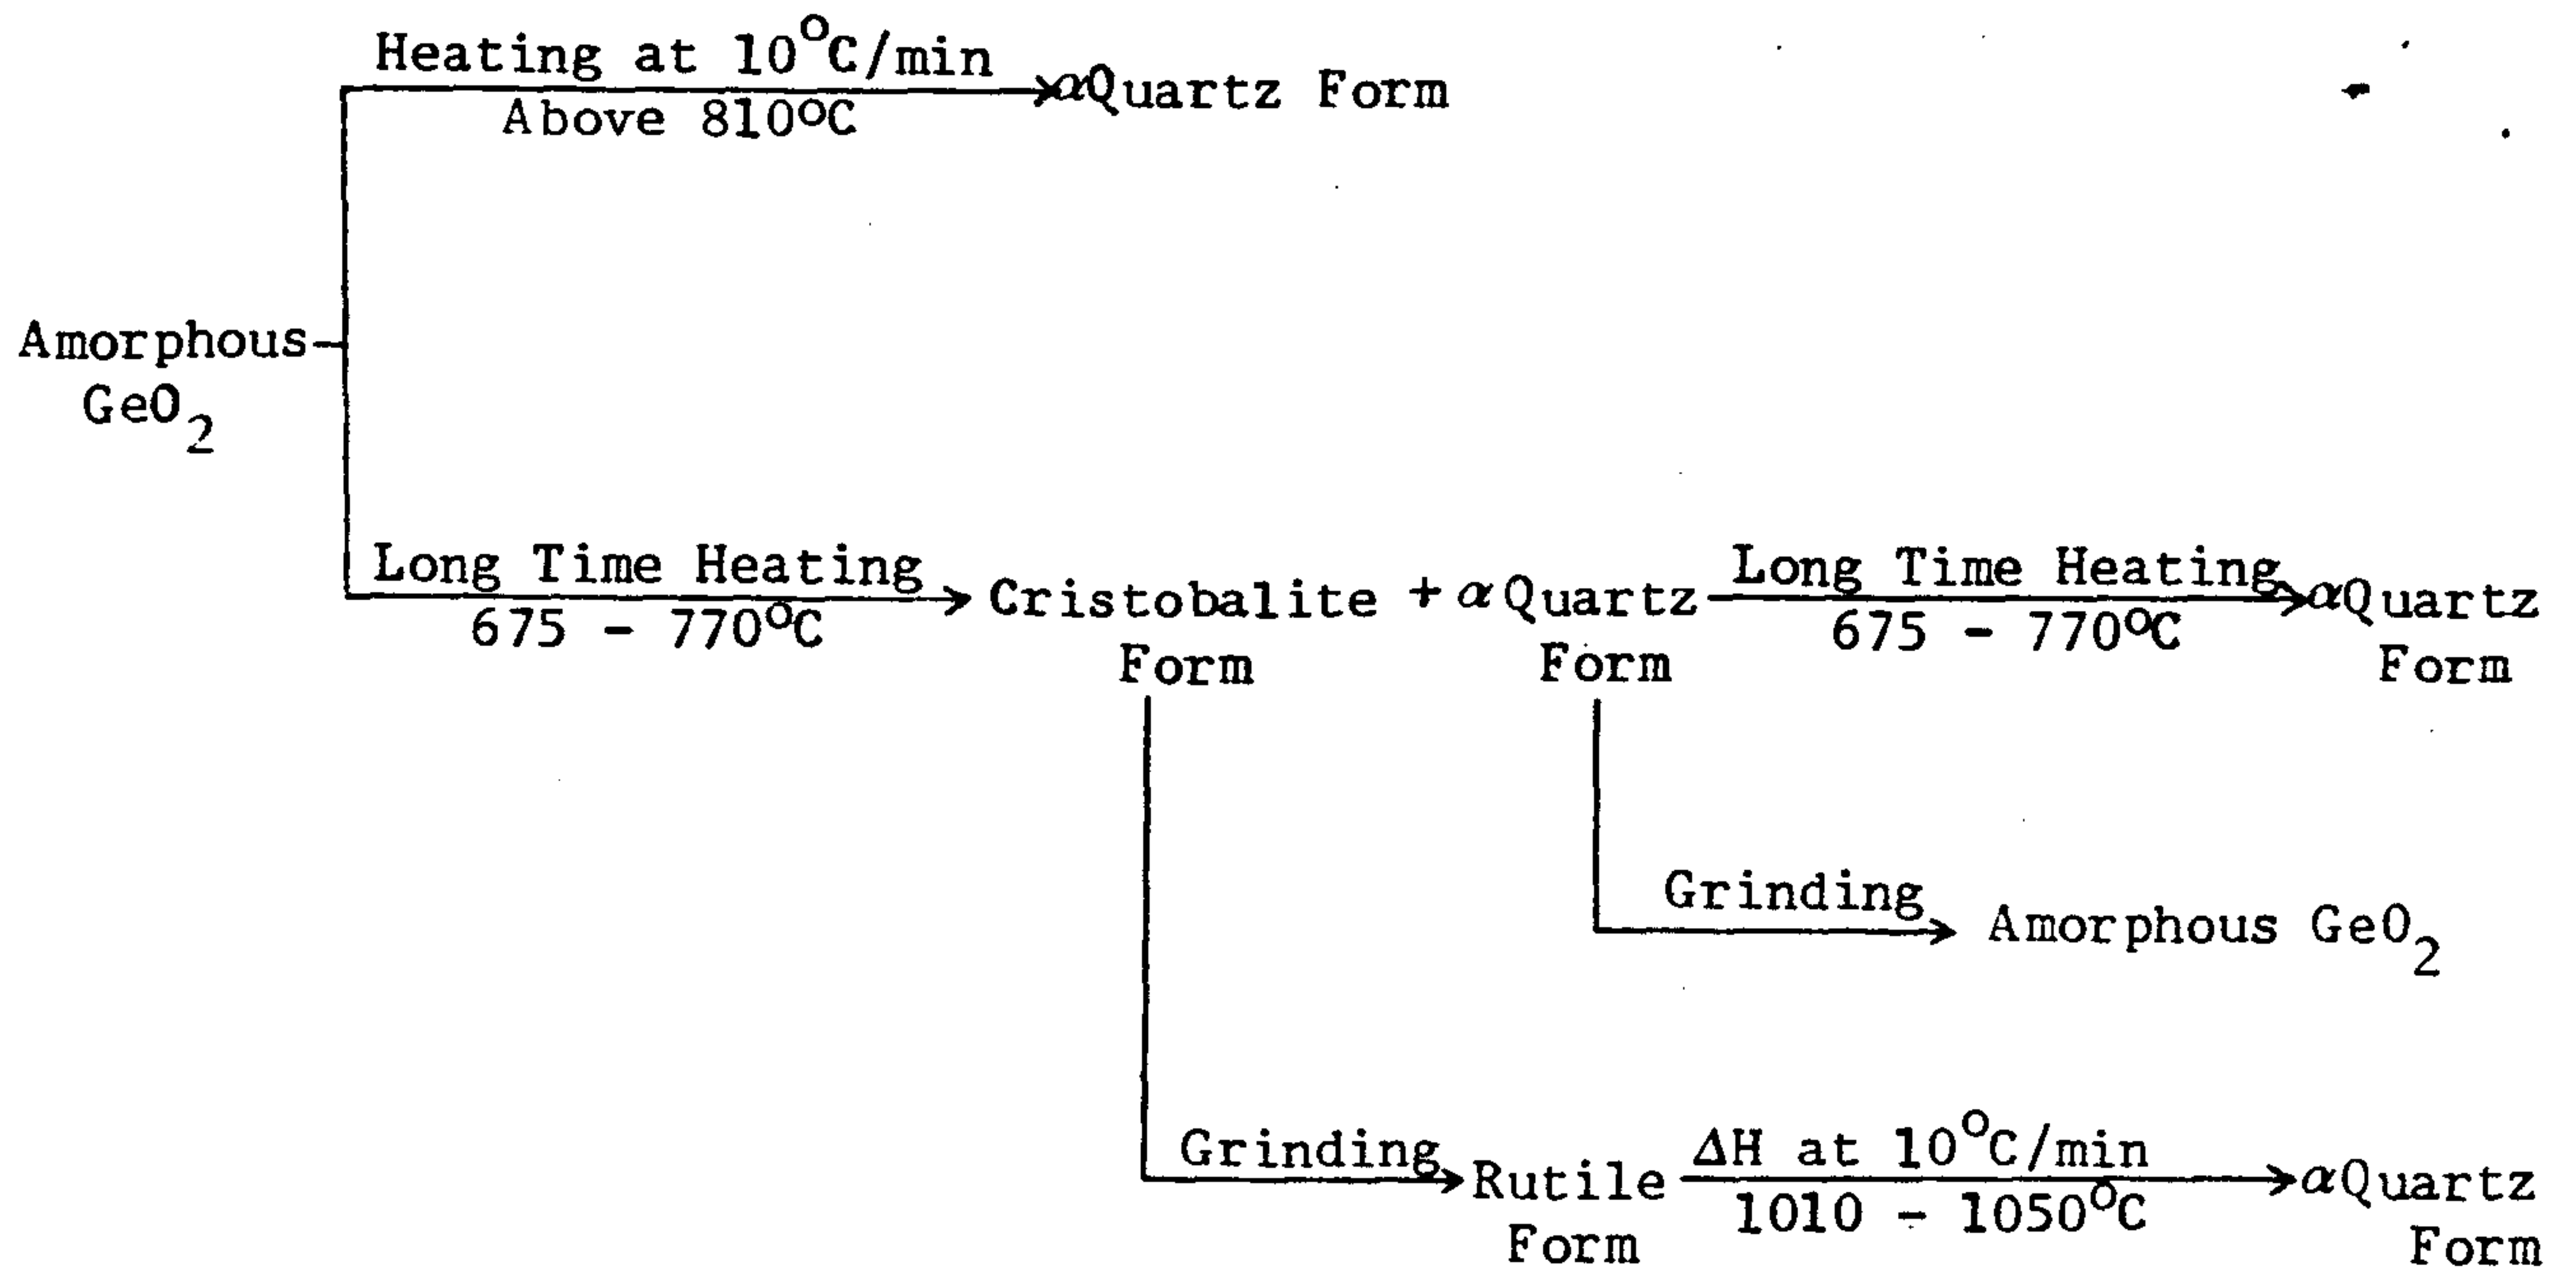 Heating at 10°C/min
Above 810°C
αQuartz Form
Amorphous
GeO₂
Long Time Heating
675 - 770°C
Cristobalite + α Quartz
Form Form
Long Time Heating
675 - 770°C
αQuartz
Form
Grinding
Amorphous GeO₂
Grinding
Rutile
Form
ΔH at 10°C/min
1010 - 1050°C
αQuartz
Form